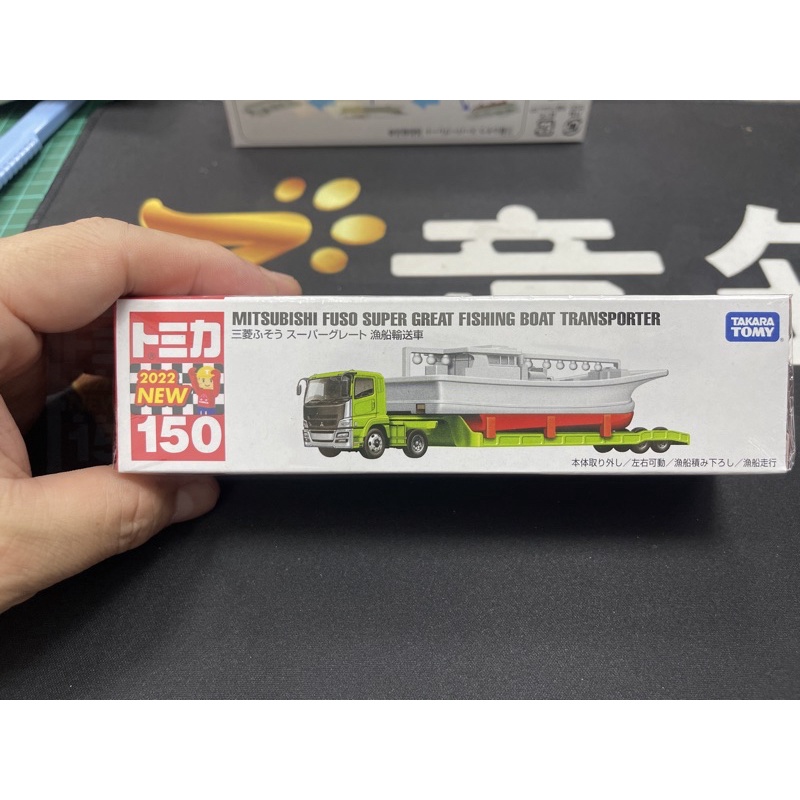 トミカ
2022
NEW
150
MITSUBISHI FUSO SUPER GREAT FISHING BOAT TRANSPORTER
三菱ふそう スーパーグレート 漁船輸送車
TAKARA
TOMY
本体取り外し／左右可動／漁船積み下ろし／漁船走行